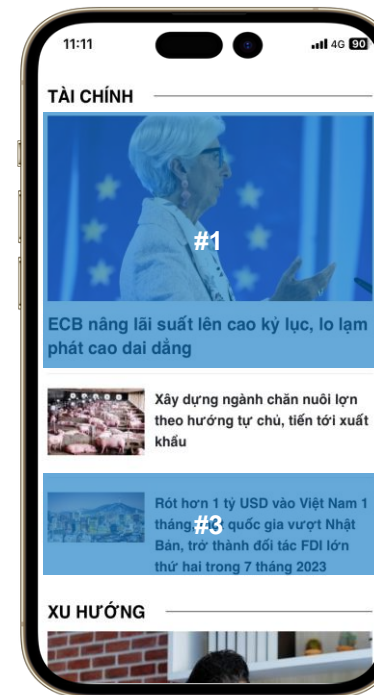 11:11
4G 90
TÀI CHÍNH
#1
ECB nâng lãi suất lên cao kỷ lục, lo lạm
phát cao dai dẳng
Xây dựng ngành chăn nuôi lợn
theo hướng tự chủ, tiến tới xuất
khẩu
Rót hơn 1 tỷ USD vào Việt Nam 1
tháng, #3 quốc gia vượt Nhật
Bản, trở thành đối tác FDI lớn
thứ hai trong 7 tháng 2023
XU HƯỚNG